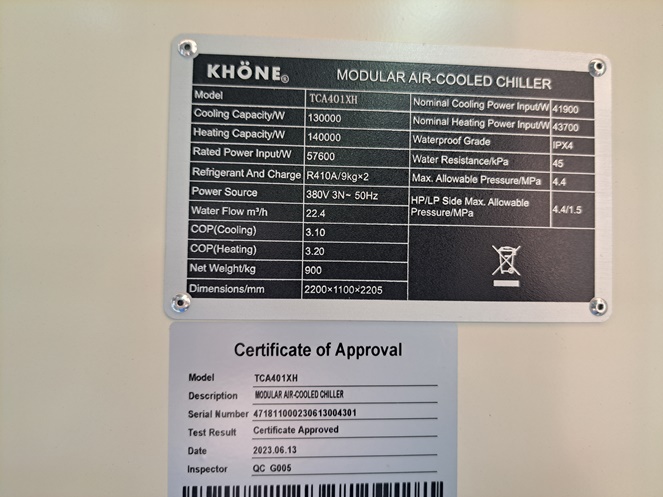 KHÖNE®
MODULAR AIR-COOLED CHILLER
Model TCA401XH
Cooling Capacity/W 130000
Heating Capacity/W 140000
Rated Power Input/W 57600
Refrigerant And Charge R410A/9kg×2
Power Source 380V 3N~ 50Hz
Water Flow m³/h 22.4
COP(Cooling) 3.10
COP(Heating) 3.20
Net Weight/kg 900
Dimensions/mm 2200×1100×2205
Nominal Cooling Power Input/W 41900
Nominal Heating Power Input/W 43700
Waterproof Grade IPX4
Water Resistance/kPa 45
Max. Allowable Pressure/MPa 4.4
HP/LP Side Max. Allowable
Pressure/MPa 4.4/1.5
Certificate of Approval
Model TCA401XH
Description MODULAR AIR-COOLED CHILLER
Serial Number 471811000230613004301
Test Result Certificate Approved
Date 2023.06.13
Inspector QC G005